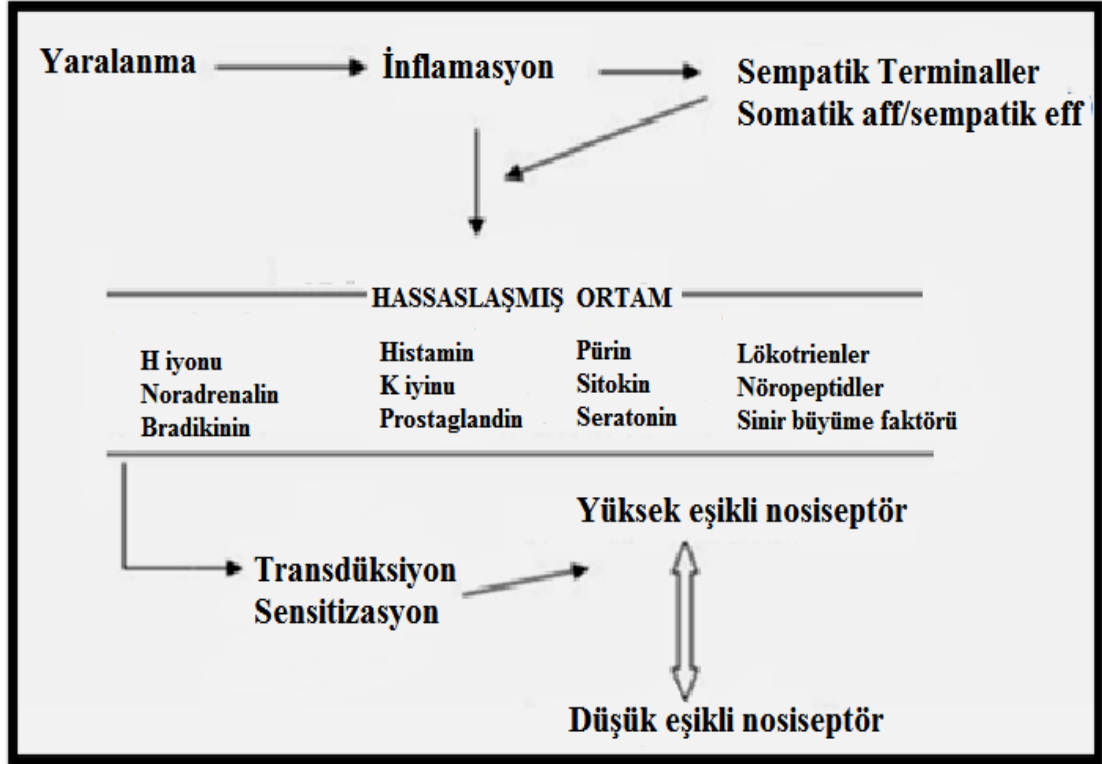 Yaralanma
İnflamasyon
Sempatik Terminaller
Somatik aff/sempatik eff
HASSASLAŞMIŞ ORTAM
H iyonu
Noradrenalin
Bradikinin
Histamin
K iyinu
Prostaglandin
Pürin
Sitokin
Seratonin
Lökotrienler
Nöropeptidler
Sinir büyüme faktörü
Yüksek eşikli nosiseptör
Transdüksiyon
Sensitizasyon
Düşük eşikli nosiseptör